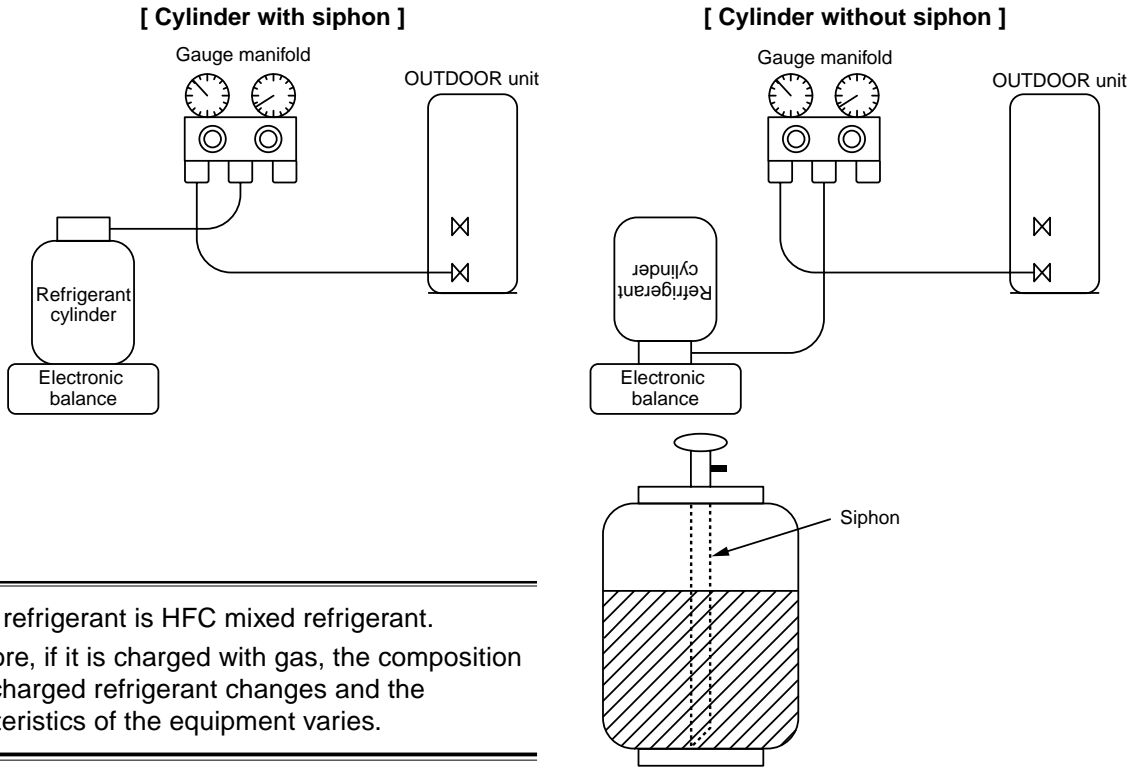 [ Cylinder with siphon ]
Gauge manifold
OUTDOOR unit
Refrigerant
cylinder
Electronic
balance
[ Cylinder without siphon ]
Gauge manifold
OUTDOOR unit
Refrigerant
cylinder
Electronic
balance
Siphon
refrigerant is HFC mixed refrigerant.
ore, if it is charged with gas, the composition
charged refrigerant changes and the
teristics of the equipment varies.